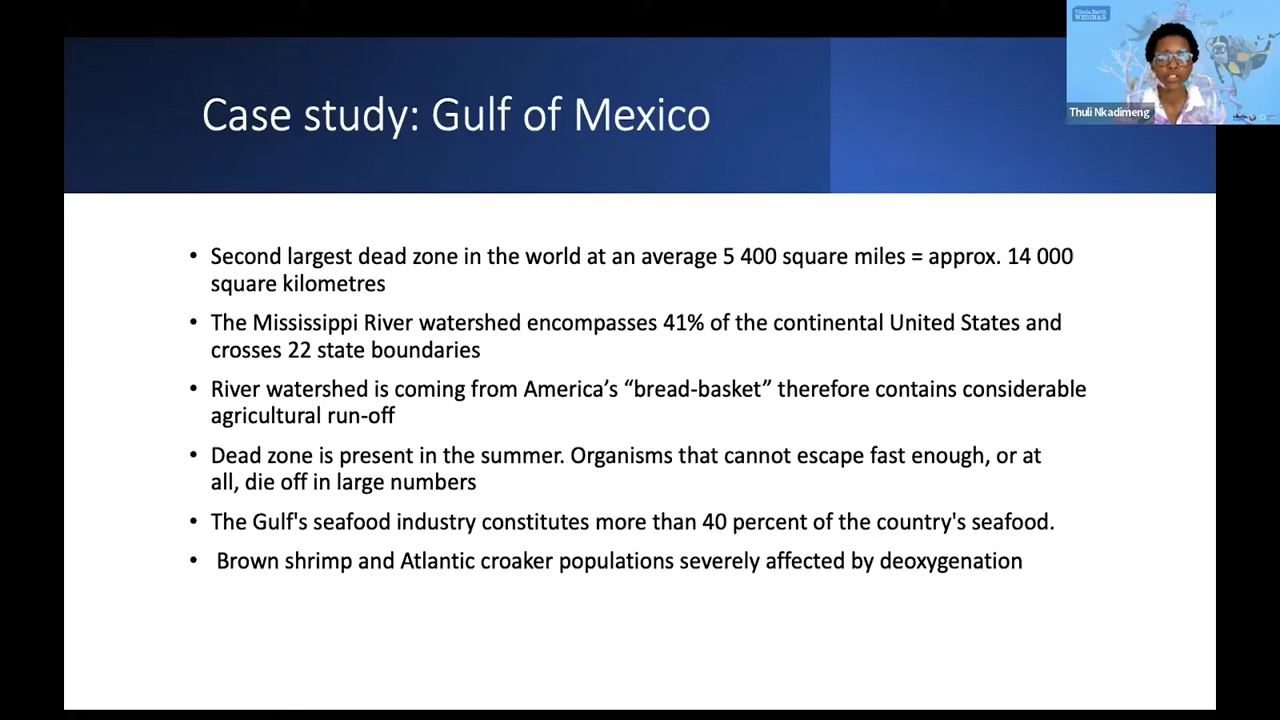 Case study: Gulf of Mexico
WEBINAR
Thuli Nkadimeng
• Second largest dead zone in the world at an average 5 400 square miles = approx. 14 000
square kilometres
• The Mississippi River watershed encompasses 41% of the continental United States and
crosses 22 state boundaries
• River watershed is coming from America’s “bread-basket” therefore contains considerable
agricultural run-off
• Dead zone is present in the summer. Organisms that cannot escape fast enough, or at
all, die off in large numbers
• The Gulf's seafood industry constitutes more than 40 percent of the country's seafood.
• Brown shrimp and Atlantic croaker populations severely affected by deoxygenation